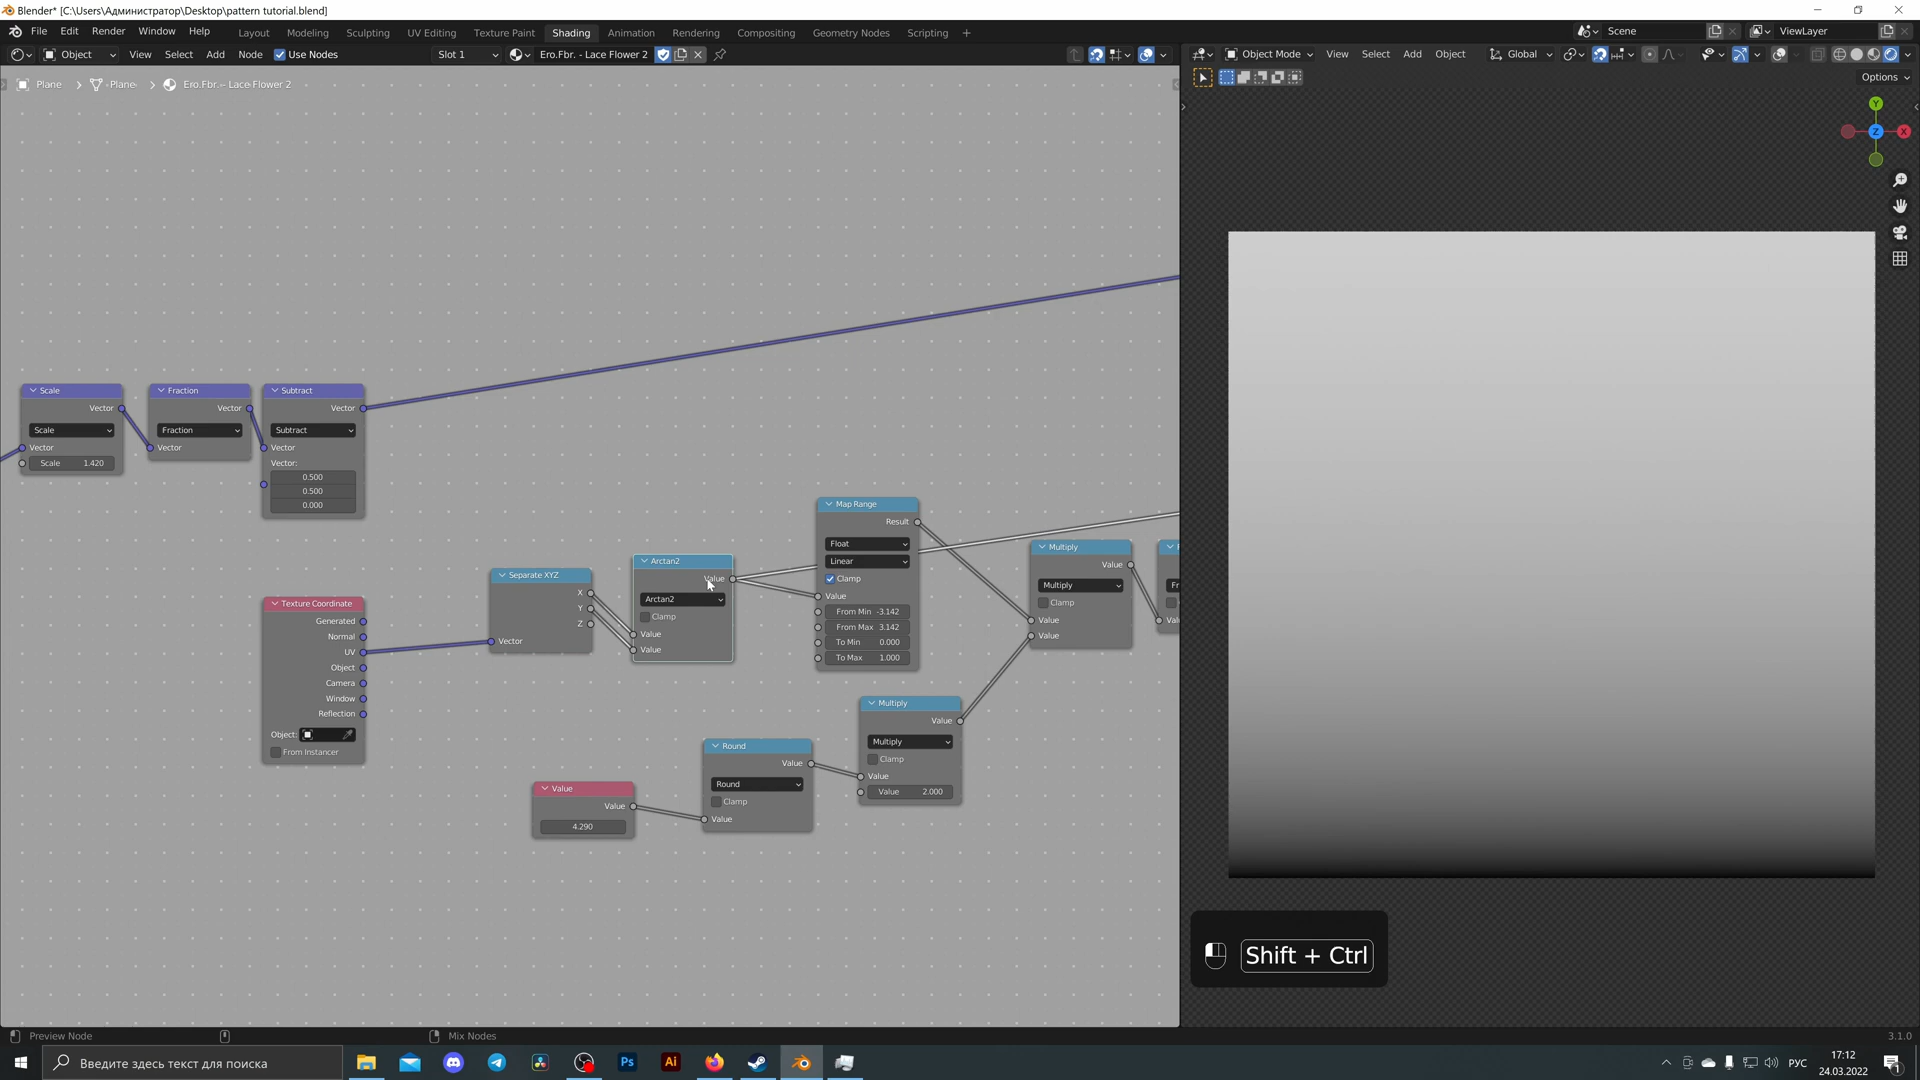 Blender* [C:\Users\Администратор\Desktop\pattern tutorial.blend]
File Edit Render Window Help Layout Modeling Sculpting UV Editing Texture Paint Shading Animation Rendering Compositing Geometry Nodes Scripting + Scene ViewLayer
Object View Select Add Node Use Nodes Slot 1 Ero.Fbr. - Lace Flower 2 Object Mode View Select Add Object Global
Options
Plane > Plane > Ero.Fbr. - Lace Flower 2
Y
Z X
Scale
Vector
Scale
Vector
Scale 1.420
Fraction
Vector
Fraction
Vector
Subtract
Vector
Subtract
Vector
Vector:
0.500
0.500
0.000
Texture Coordinate
Generated
Normal
UV
Object
Camera
Window
Reflection
Object:
From Instancer
Separate XYZ
X
Y
Z
Vector
Arctan2
Value
Arctan2
Clamp
Value
Value
Map Range
Result
Float
Linear
Clamp
Value
From Min -3.142
From Max 3.142
To Min 0.000
To Max 1.000
Multiply
Value
Multiply
Clamp
Value
Value
Fr
Value
Value
4.290
Round
Value
Round
Clamp
Value
Multiply
Value
Multiply
Clamp
Value
Value 2.000
Shift + Ctrl
Preview Node Mix Nodes 3.1.0
Введите здесь текст для поиска Ps Ai РУС 17:12
24.03.2022 1